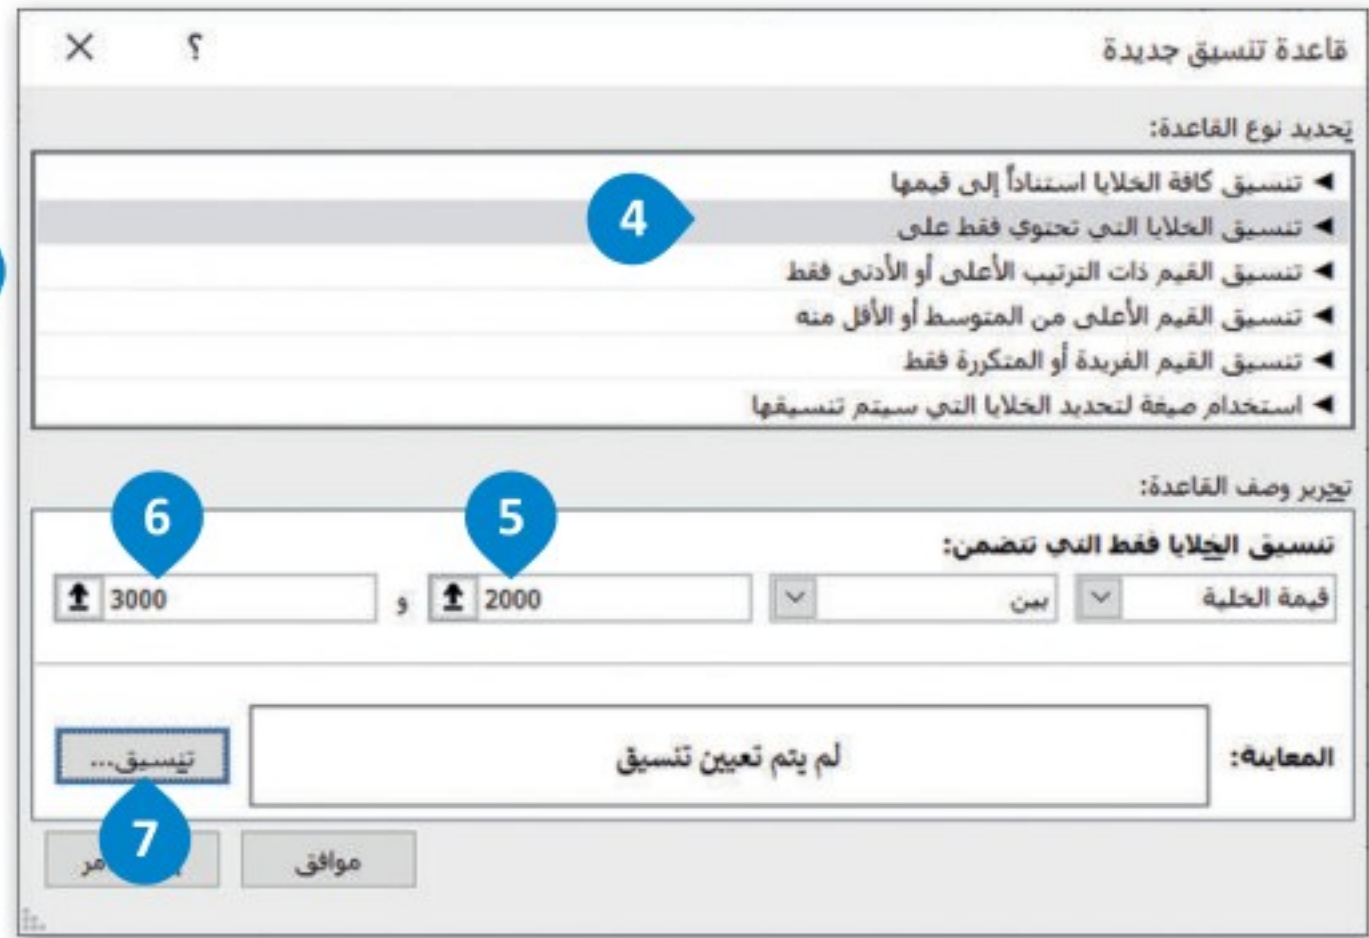 قاعدة تنسيق جديدة ؟ ×
تحديد نوع القاعدة:
◄ تنسيق كافة الخلايا استناداً إلى قيمها
◄ تنسيق الخلايا التي تحتوي فقط على 4
◄ تنسيق القيم ذات الترتيب الأعلى أو الأدنى فقط
◄ تنسيق القيم الأعلى من المتوسط أو الأقل منه
◄ تنسيق القيم الفريدة أو المتكررة فقط
◄ استخدام صيغة لتحديد الخلايا التي سيتم تنسيقها
تحرير وصف القاعدة:
5 6
تنسيق الخلايا فقط التي تتضمن:
قيمة الخلية بين 2000 و 3000
المعاينة: لم يتم تعيين تنسيق تنسيق...
موافق 7